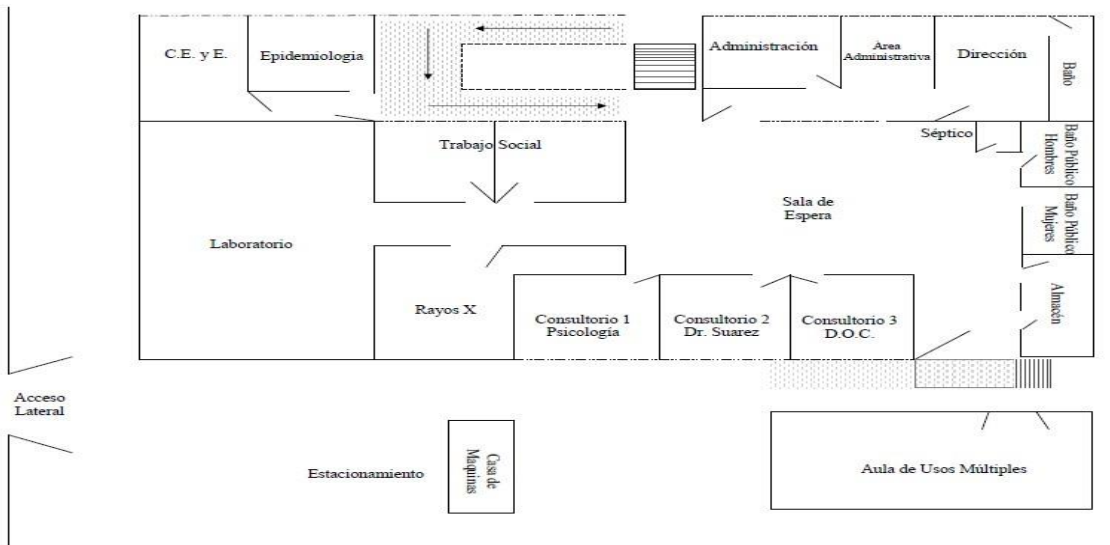 C.E. y E.
Epidemiologia
Administración
Area
Administrativa
Dirección
Baño
Trabajo Social
Séptico
Baño Público
Hombres
Sala de
Espera
Baño Público
Mujeres
Laboratorio
Rayos X
Consultorio 1
Psicología
Consultorio 2
Dr. Suarez
Consultorio 3
D.O.C.
Almacén
Acceso
Lateral
Estacionamiento
Casa de
Maquinas
Aula de Usos Múltiples